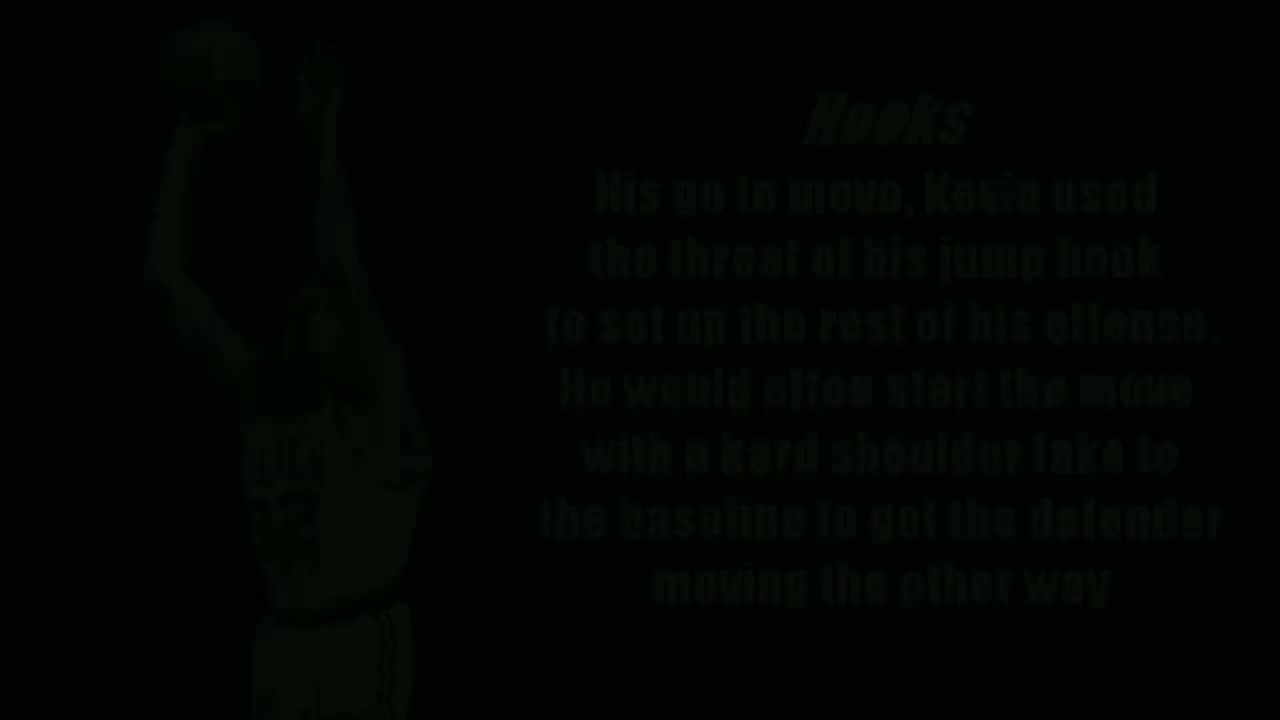 Hooks
His go to move, Kevin used
the threat of his jump hook
to set up the rest of his offense.
He would often start the move
with a hard shoulder fake to
the baseline to get the defender
moving the other way